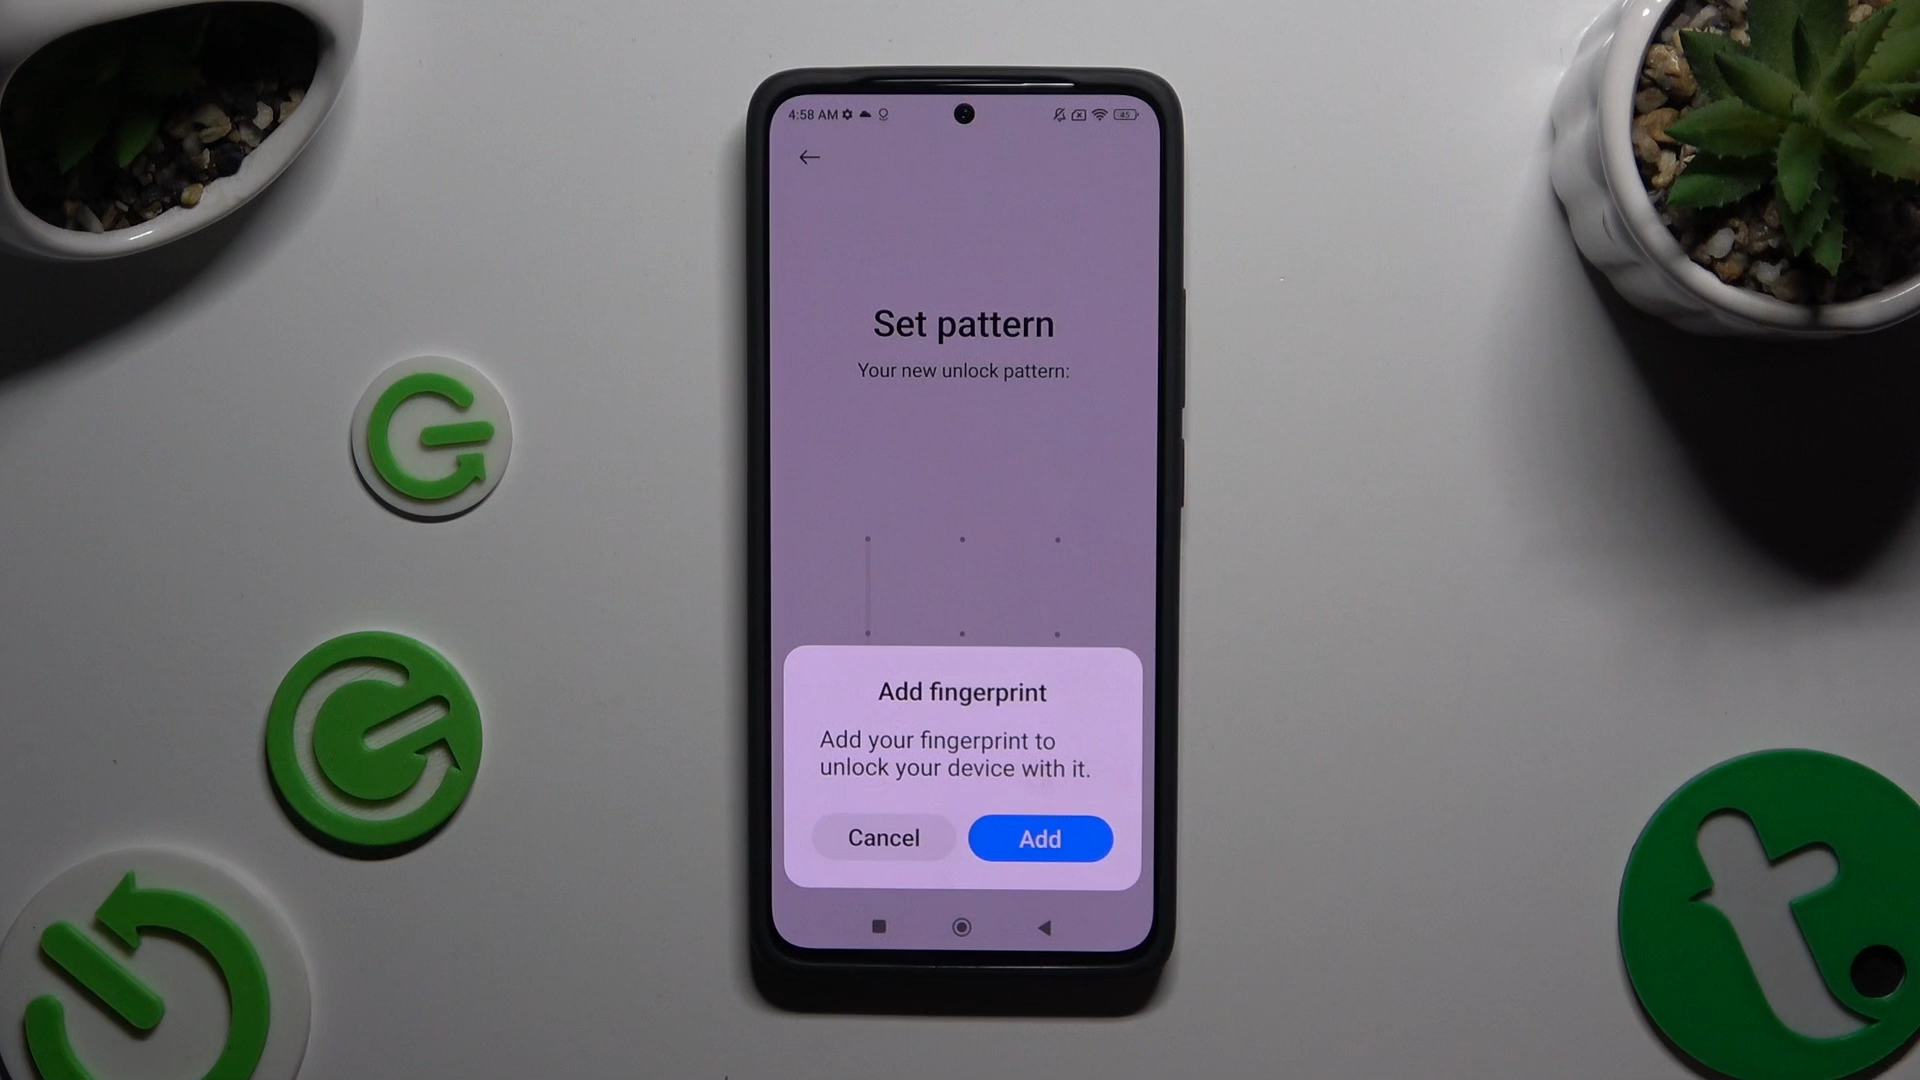 4:58 AM
45
Set pattern
Your new unlock pattern:
Add fingerprint
Add your fingerprint to
unlock your device with it.
Cancel
Add
t